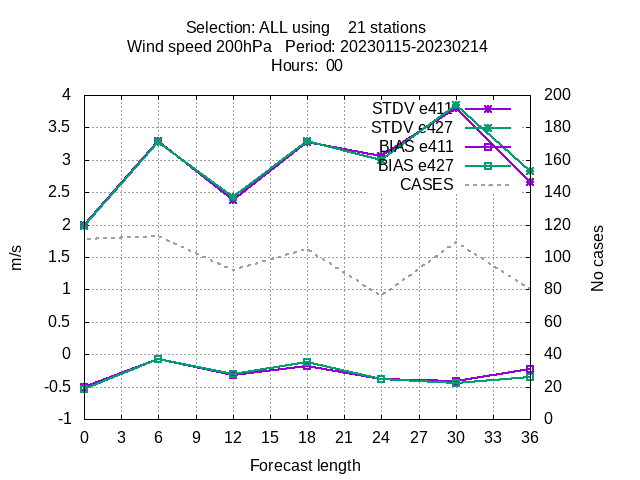 Selection: ALL using 21 stations
Wind speed 200hPa Period: 20230115-20230214
Hours: 00
4 200
3.5 180
3 160
2.5 140
2 120
1.5 100
1 80
0.5 60
0 40
-0.5 20
-1 0
STDV e411
STDV e427
BIAS e411
BIAS e427
CASES
m/s
No cases
0 3 6 9 12 15 18 21 24 27 30 33 36
Forecast length